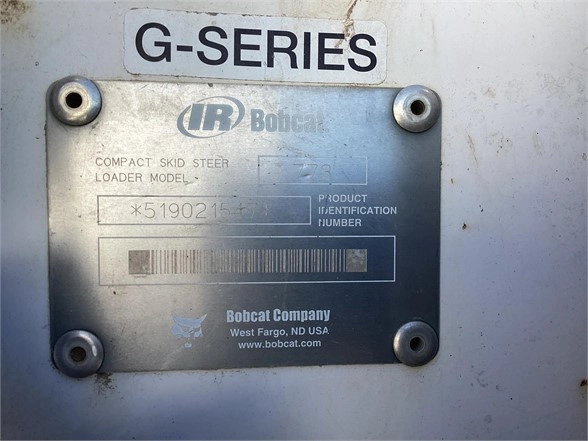 G-SERIES
IR Bobcat
COMPACT SKID STEER
LOADER MODEL
PRODUCT
IDENTIFICATION
NUMBER
Bobcat Company
West Fargo, ND USA
www.bobcat.com